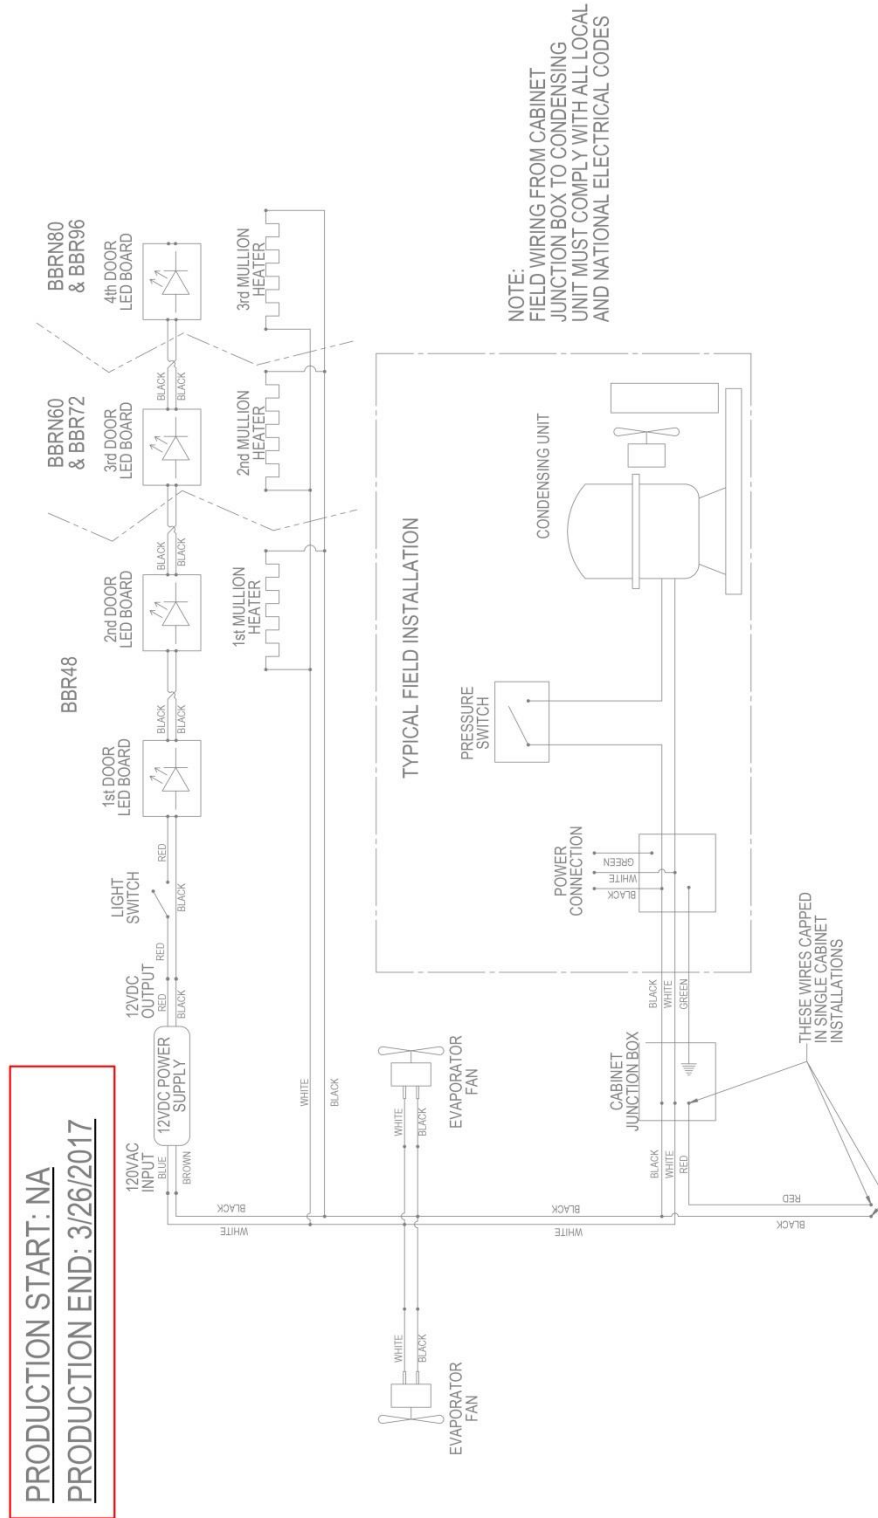 PRODUCTION START: NA
PRODUCTION END: 3/26/2017
BBR48
BBRN60
& BBR72
BBRN80
& BBR96
120VAC
INPUT
BLUE
BROWN
12VDC POWER
SUPPLY
12VDC
OUTPUT
RED
BLACK
LIGHT
SWITCH
RED
RED
BLACK
1st DOOR
LED BOARD
BLACK
BLACK
2nd DOOR
LED BOARD
BLACK
BLACK
3rd DOOR
LED BOARD
BLACK
BLACK
4th DOOR
LED BOARD
1st MULLION
HEATER
2nd MULLION
HEATER
3rd MULLION
HEATER
WHITE
BLACK
BLACK
WHITE
WHITE
BLACK
EVAPORATOR
FAN
WHITE
BLACK
EVAPORATOR
FAN
BLACK
WHITE
TYPICAL FIELD INSTALLATION
PRESSURE
SWITCH
CONDENSING UNIT
POWER
CONNECTION
BLACK
WHITE
GREEN
BLACK
WHITE
GREEN
CABINET
JUNCTION BOX
BLACK
WHITE
RED
RED
BLACK
THESE WIRES CAPPED
IN SINGLE CABINET
INSTALLATIONS
NOTE:
FIELD WIRING FROM CABINET
JUNCTION BOX TO CONDENSING
UNIT MUST COMPLY WITH ALL LOCAL
AND NATIONAL ELECTRICAL CODES